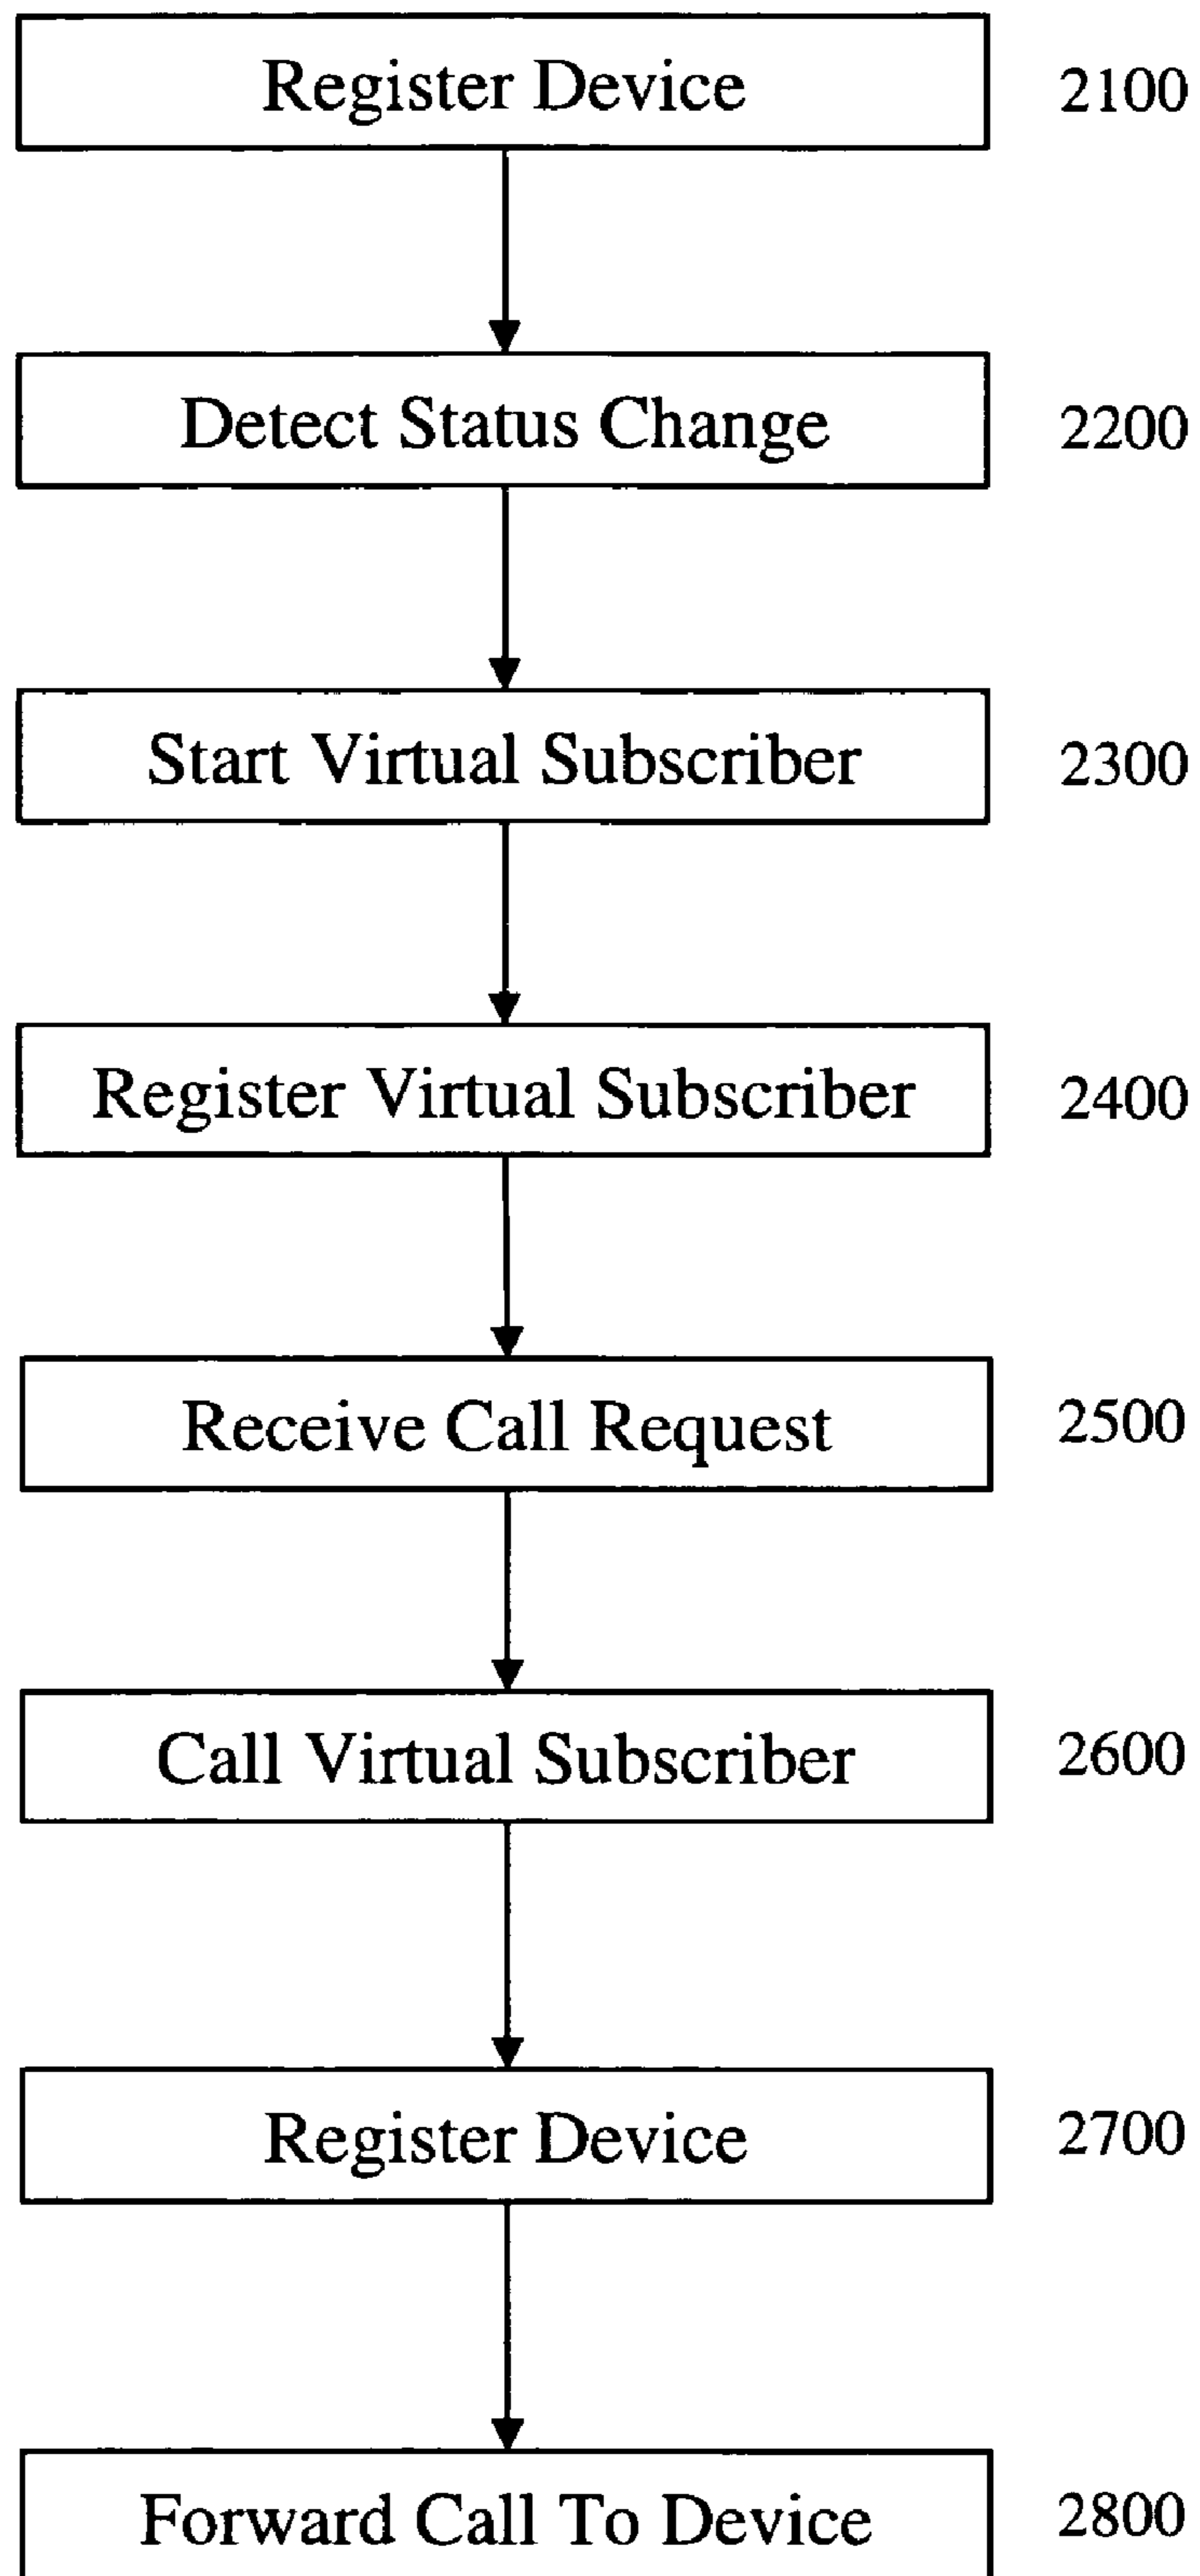 Register Device 2100
Detect Status Change 2200
Start Virtual Subscriber 2300
Register Virtual Subscriber 2400
Receive Call Request 2500
Call Virtual Subscriber 2600
Register Device 2700
Forward Call To Device 2800